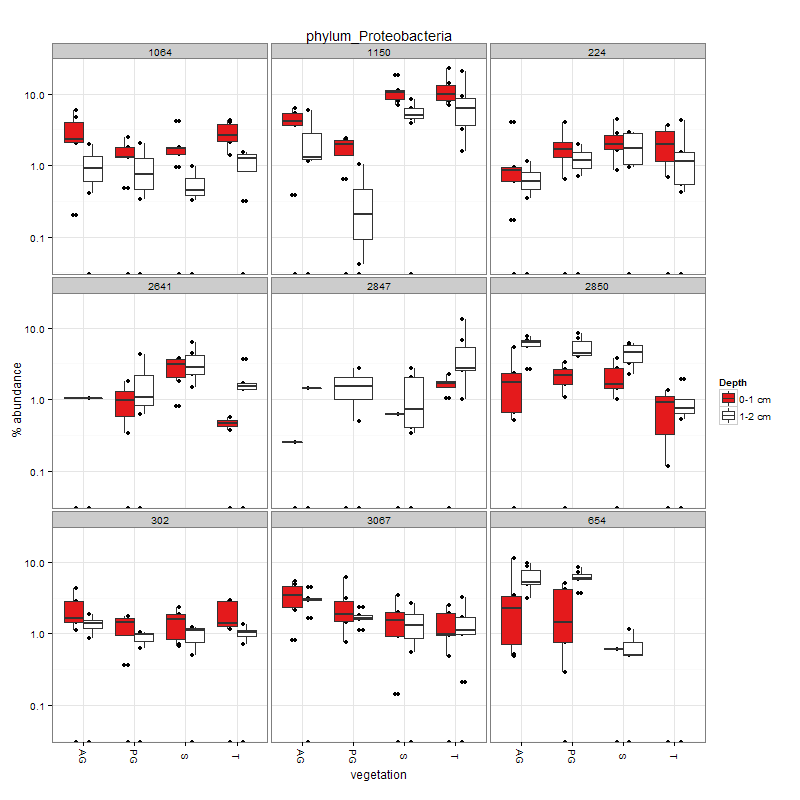 phylum_Proteobacteria
1064 1150 224
10.0
1.0
0.1
2641 2847 2850
10.0
1.0
0.1
302 3067 654
10.0
1.0
0.1
AG PG S T AG PG S T AG PG S T
vegetation
% abundance
Depth
0-1 cm
1-2 cm